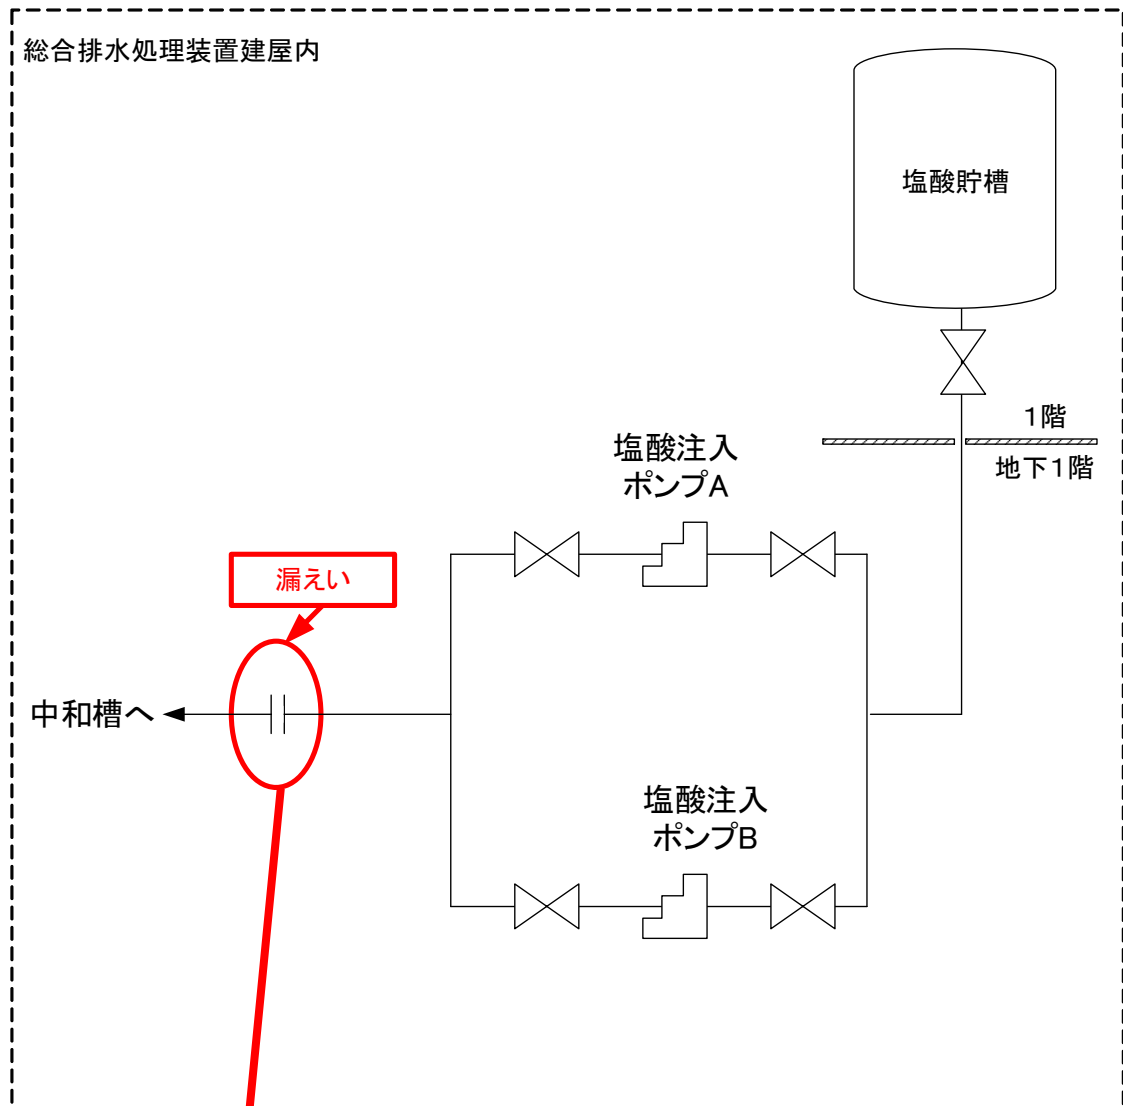 総合排水処理装置建屋内
塩酸貯槽
1階
地下1階
塩酸注入
ポンプA
漏えい
中和槽へ
塩酸注入
ポンプB